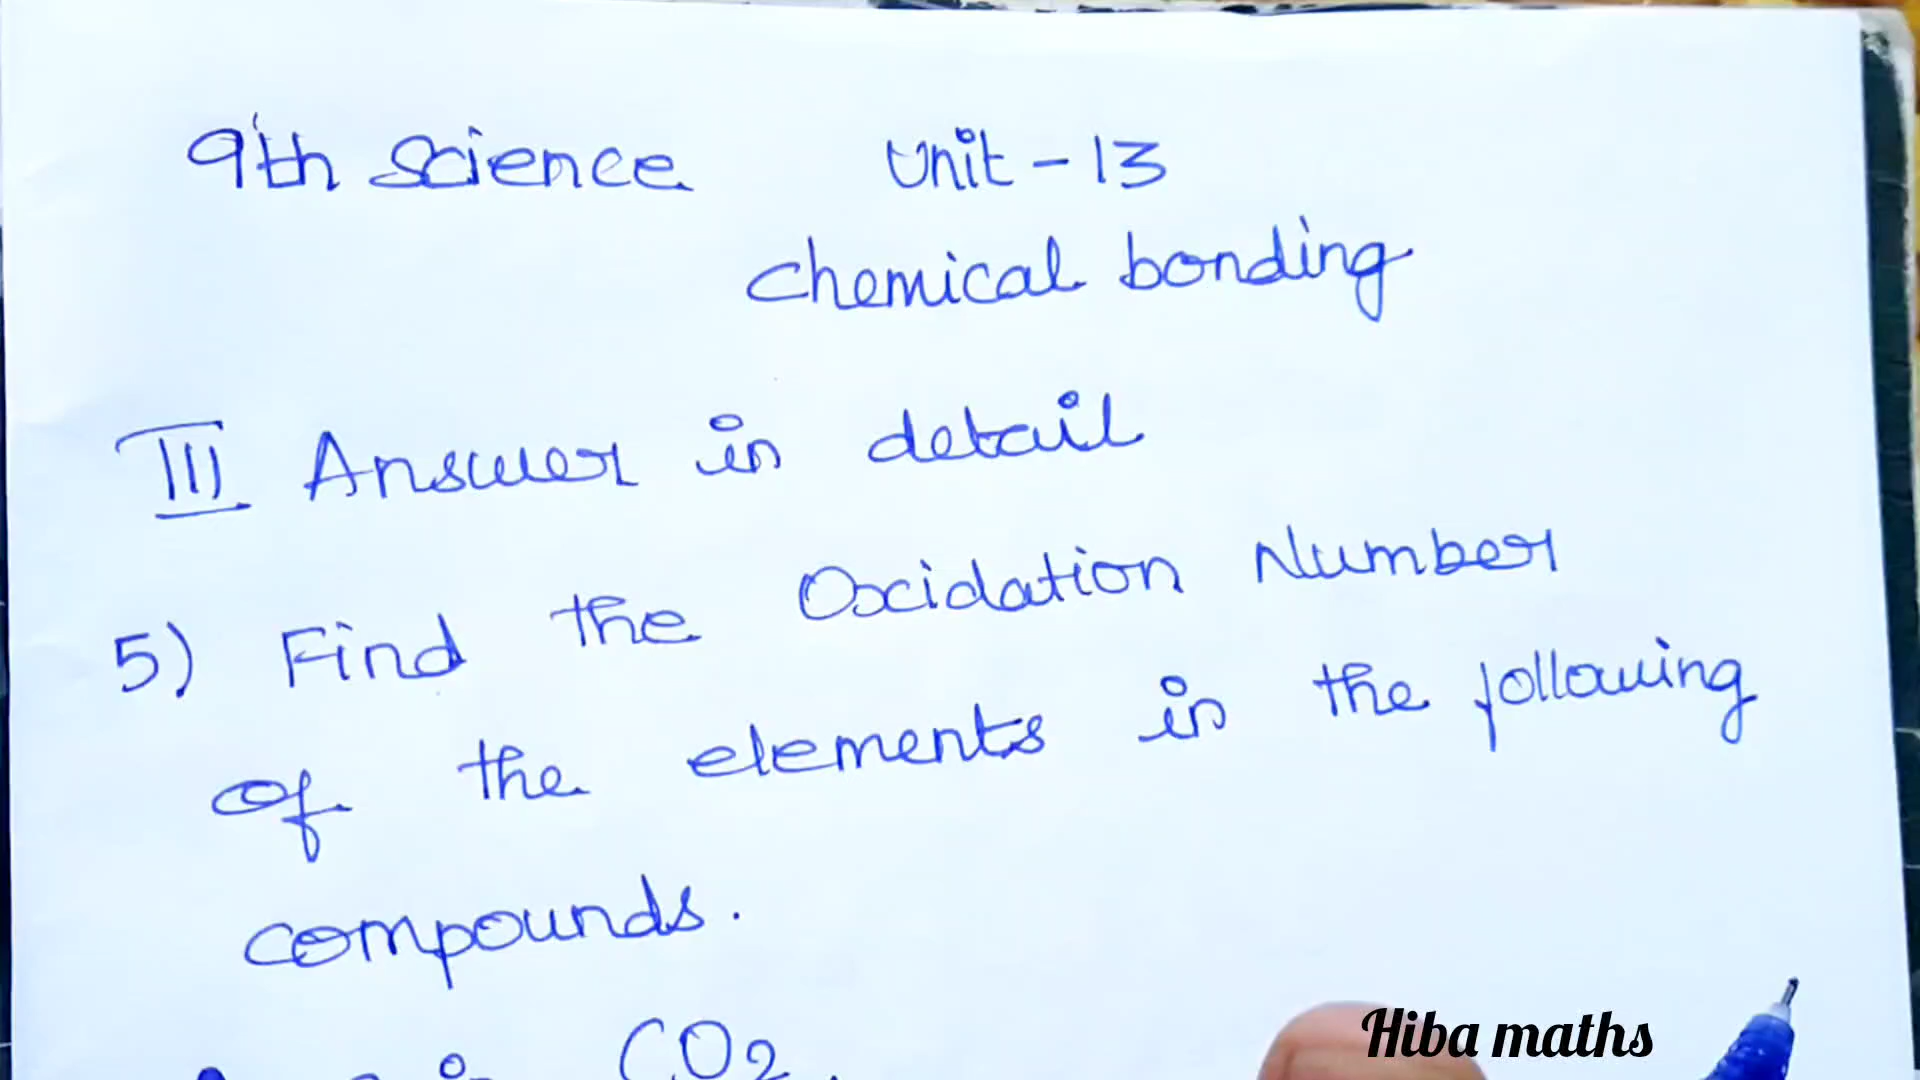 9th Science Unit - 13
Chemical bonding
III Answer in detail
5) Find the Oxidation Number
of the elements in the following
compounds.
in CO2
Hiba maths